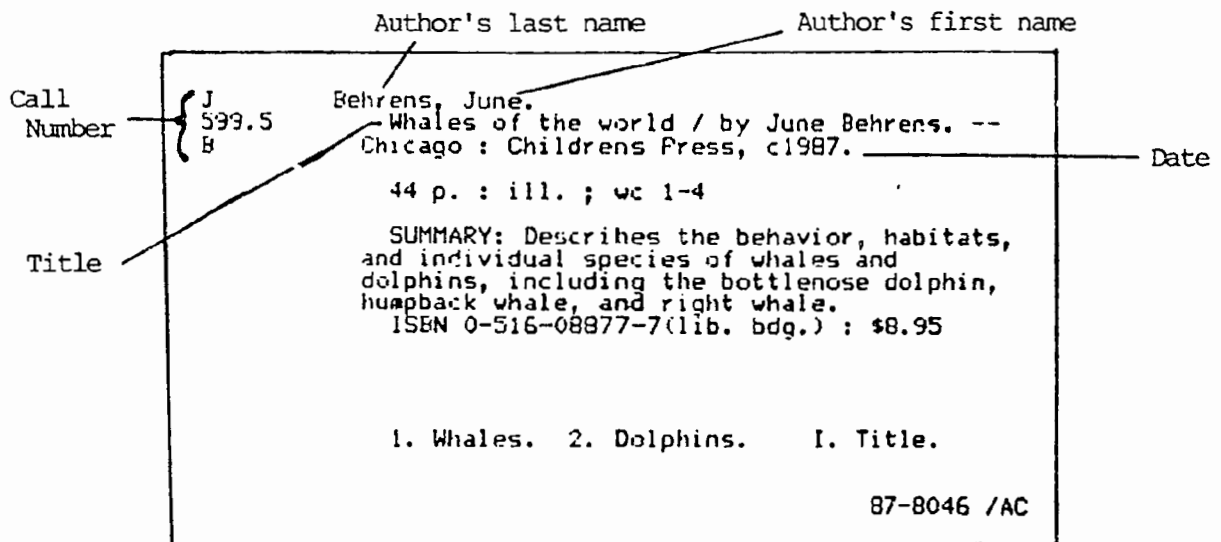 Author's last name Author's first name
Call Number
J
599.5
B
Behrens, June.
Whales of the world / by June Behrens. --
Chicago : Childrens Press, c1987.
Date
44 p. : ill. ; wc 1-4
Title
SUMMARY: Describes the behavior, habitats,
and individual species of whales and
dolphins, including the bottlenose dolphin,
humpback whale, and right whale.
ISBN 0-516-08877-7(lib. bdg.) : $8.95
1. Whales. 2. Dolphins. I. Title.
87-8046 /AC